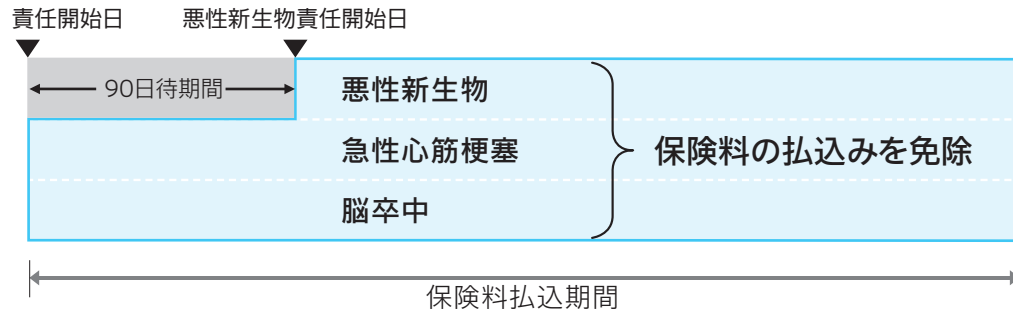 責任開始日
悪性新生物責任開始日
90日待期間
悪性新生物
急性心筋梗塞
脳卒中
保険料の払込みを免除
保険料払込期間